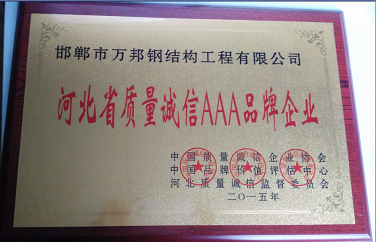 邯郸市万邦钢结构工程有限公司
河北省质量诚信AAA品牌企业
中国质量诚信企业协会
中国品牌价值评估中心
河北质量诚信监督委员会
二〇一五年